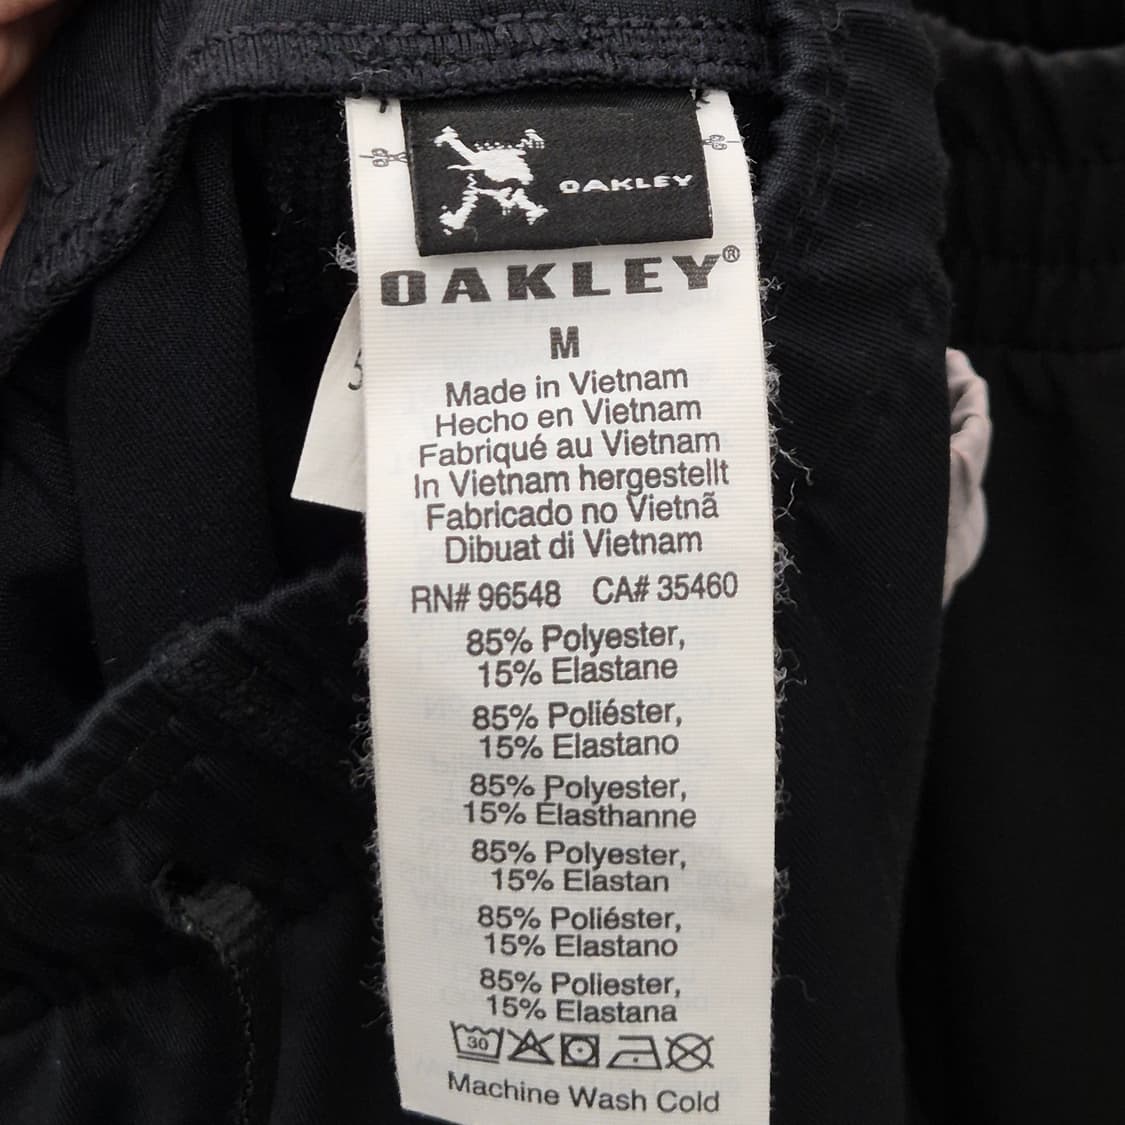 OAKLEY
OAKLEY®
M
Made in Vietnam
Hecho en Vietnam
Fabriqué au Vietnam
In Vietnam hergestellt
Fabricado no Vietnã
Dibuat di Vietnam
RN# 96548 CA# 35460
85% Polyester,
15% Elastane
85% Poliéster,
15% Elastano
85% Polyester,
15% Elasthanne
85% Polyester,
15% Elastan
85% Poliéster,
15% Elastano
85% Poliester,
15% Elastana
30
Machine Wash Cold